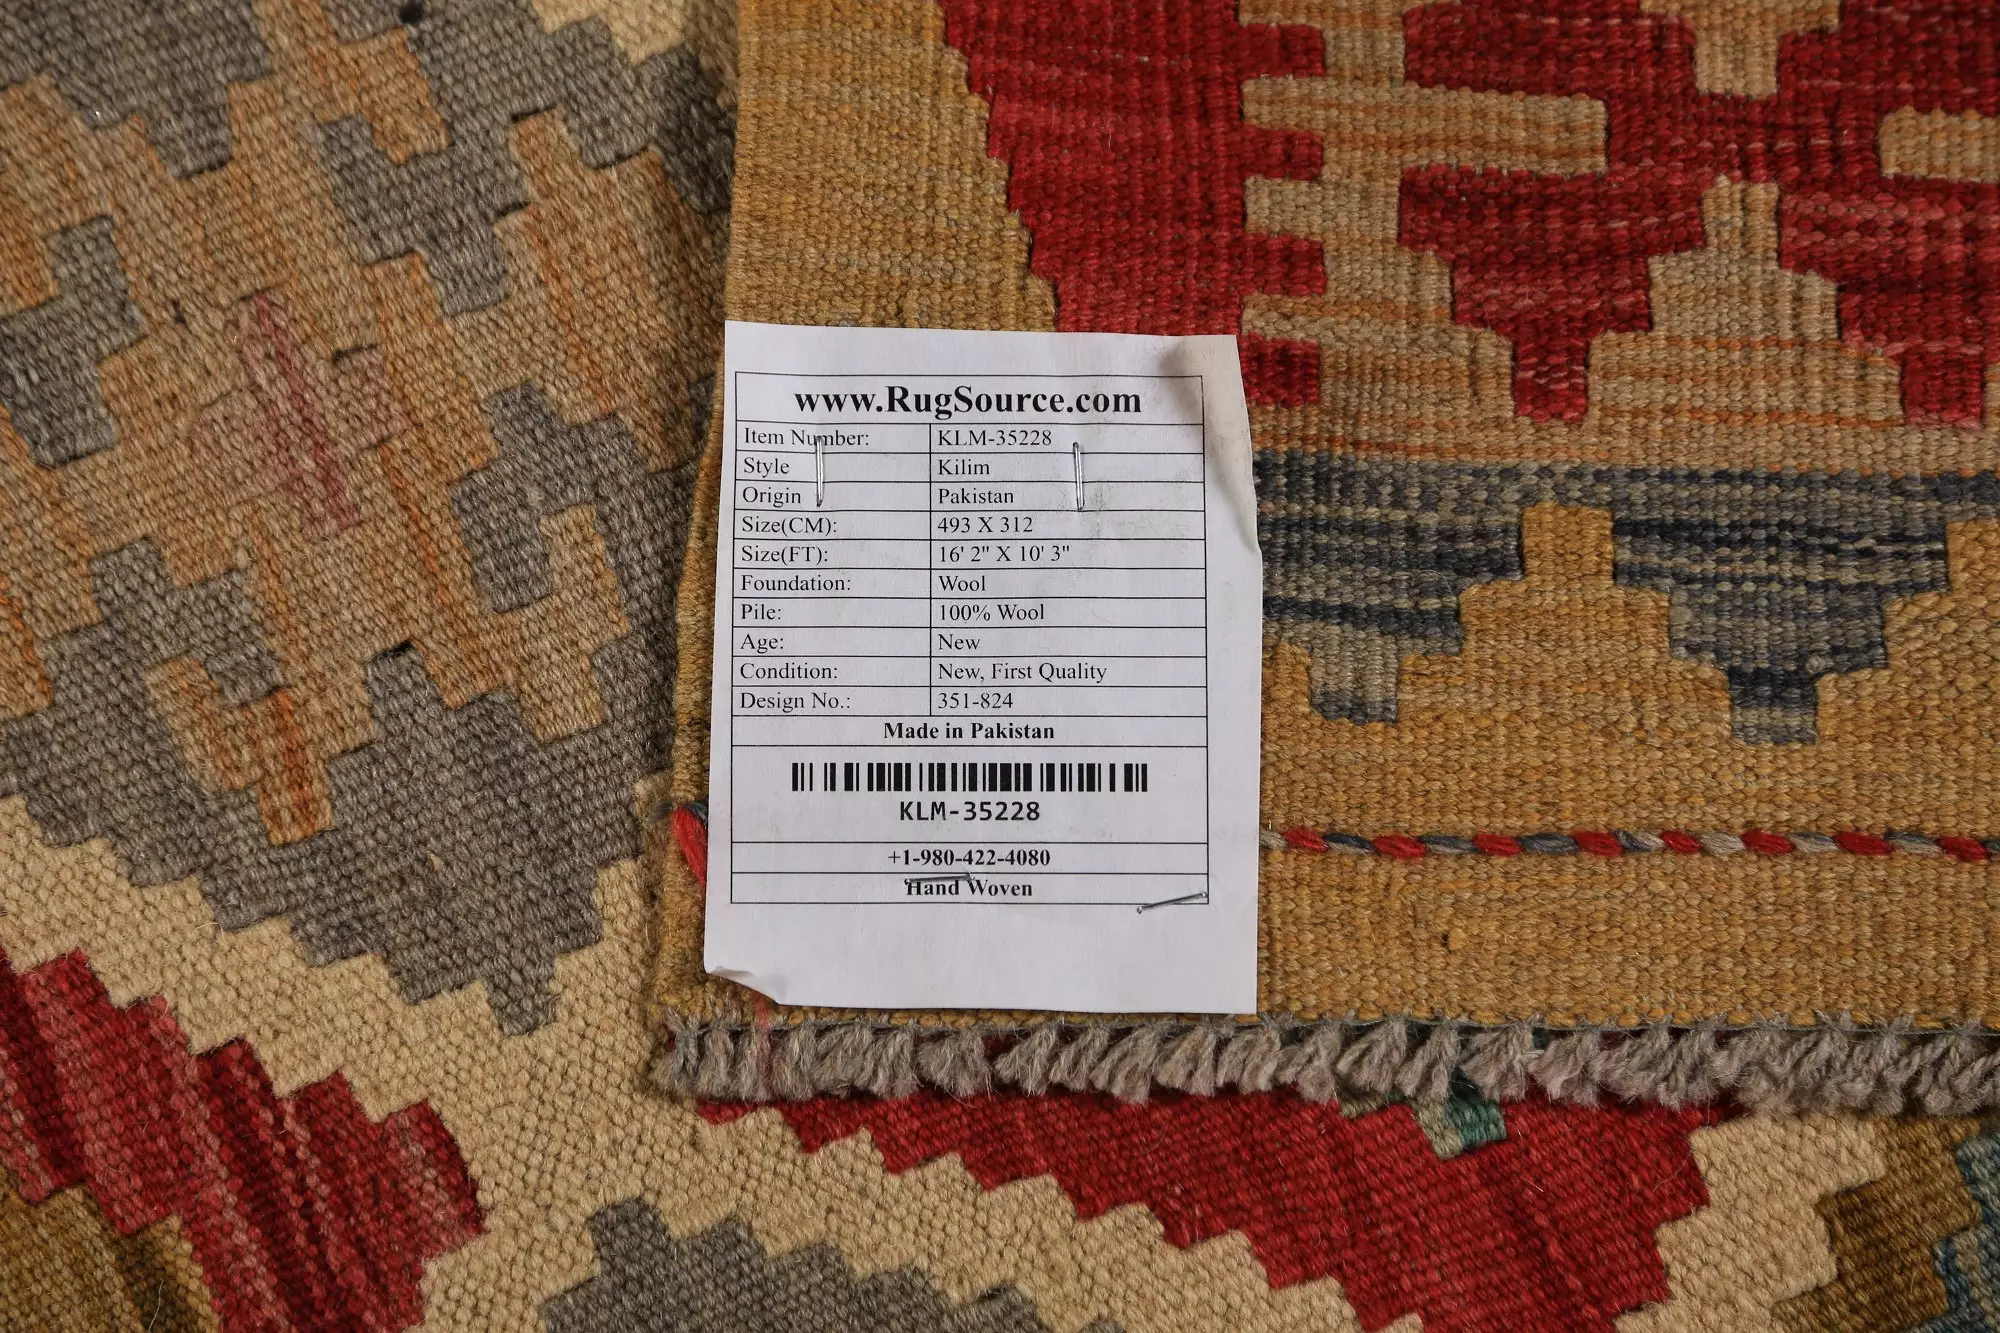 www.RugSource.com
Item Number: KLM-35228
Style Kilim
Origin Pakistan
Size(CM): 493 X 312
Size(FT): 16' 2" X 10' 3"
Foundation: Wool
Pile: 100% Wool
Age: New
Condition: New, First Quality
Design No.: 351-824
Made in Pakistan
KLM-35228
+1-980-422-4080
Hand Woven